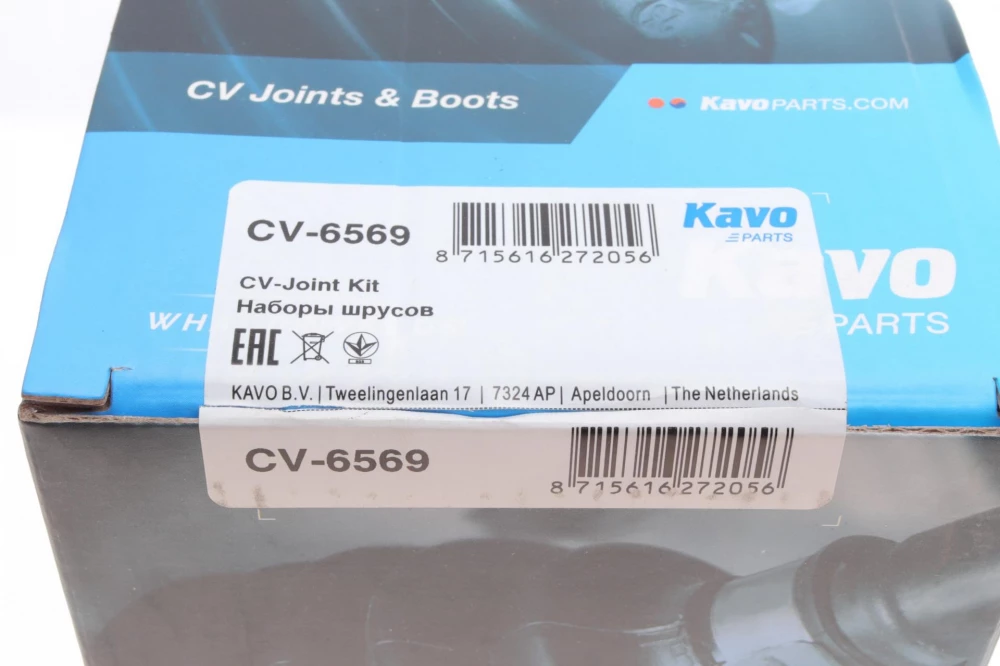 CV Joints & Boots
KavoPARTS.COM
CV-6569
8 715616 272056
Kavo
PARTS
CV-Joint Kit
Наборы шрусов
Kavo
PARTS
WH
EAC
KAVO B.V. | Tweelingenlaan 17 | 7324 AP | Apeldoorn | The Netherlands
CV-6569
8 715616 272056